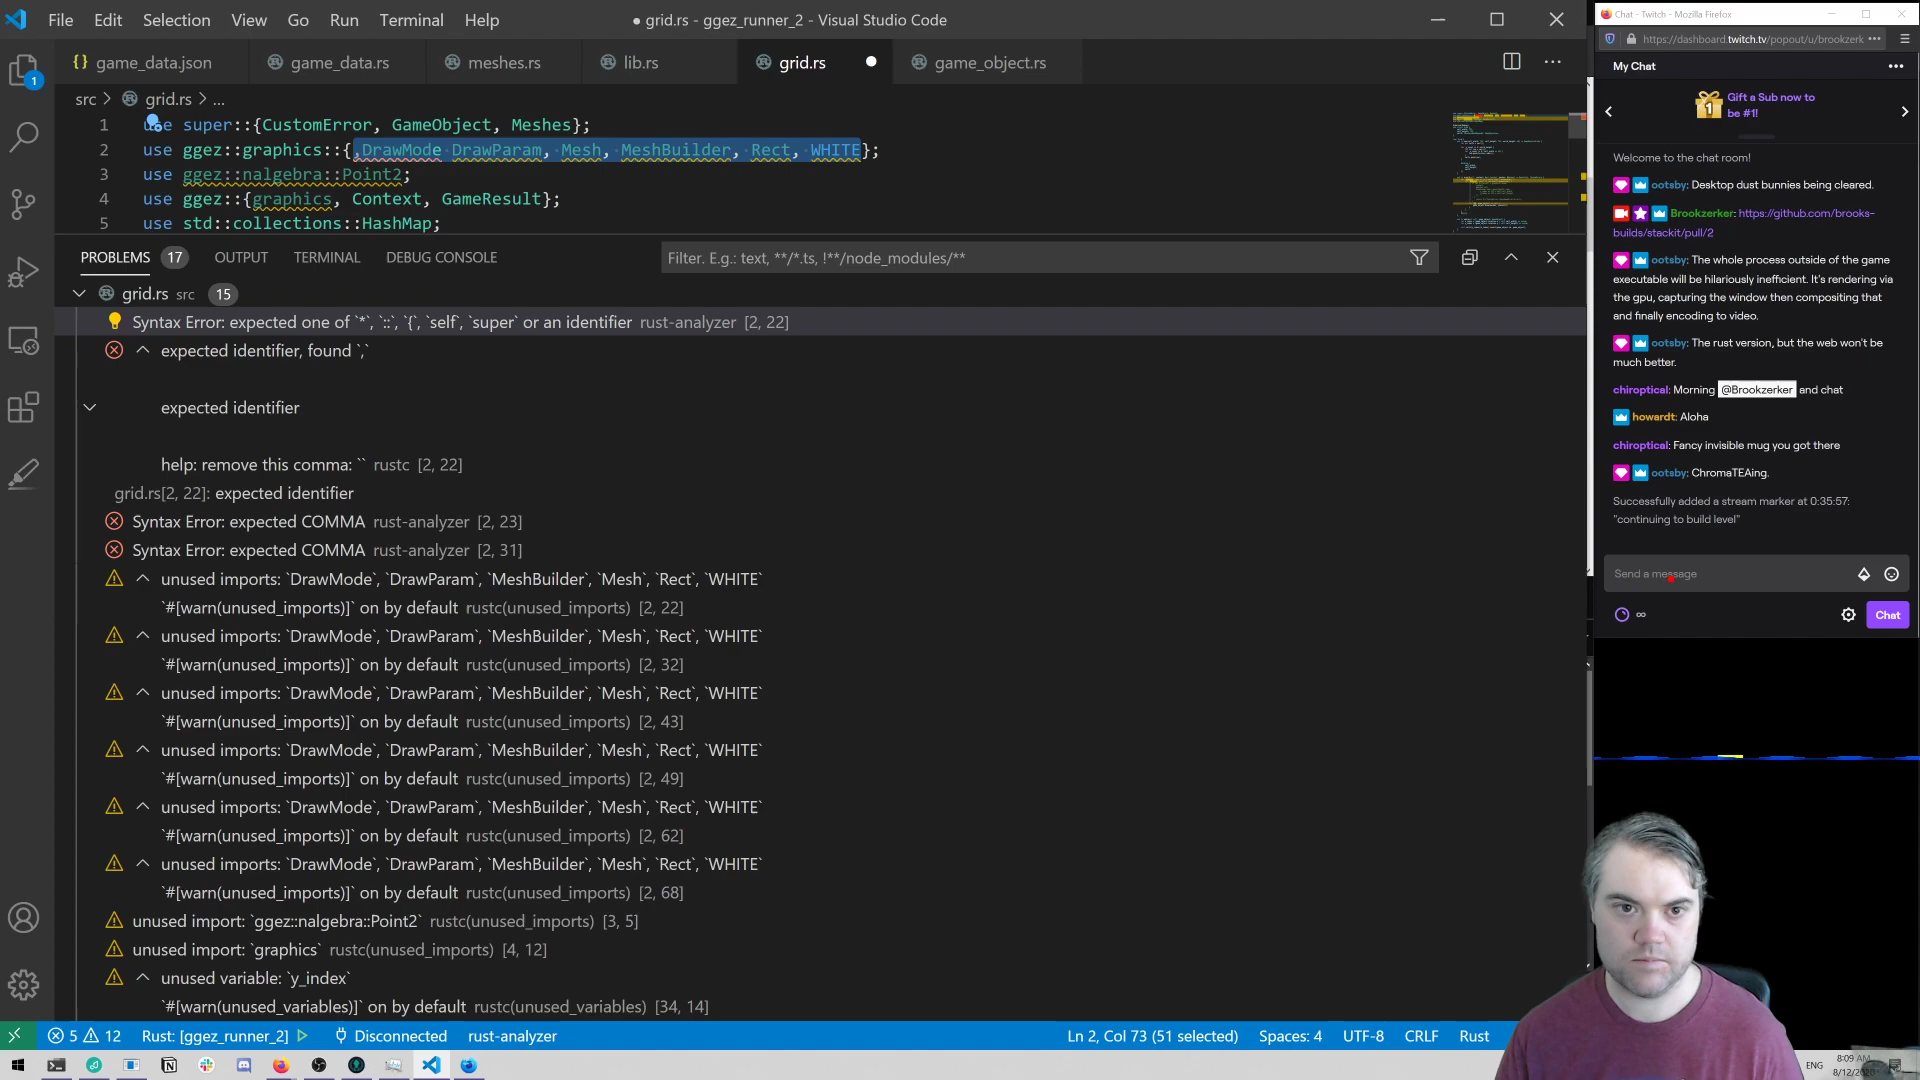 File Edit Selection View Go Run Terminal Help
● grid.rs - ggez_runner_2 - Visual Studio Code
game_data.json game_data.rs meshes.rs lib.rs grid.rs game_object.rs
src > grid.rs > ...
1 use super::{CustomError, GameObject, Meshes};
2 use ggez::graphics::{,DrawMode DrawParam, Mesh, MeshBuilder, Rect, WHITE};
3 use ggez::nalgebra::Point2;
4 use ggez::{graphics, Context, GameResult};
5 use std::collections::HashMap;
PROBLEMS 17 OUTPUT TERMINAL DEBUG CONSOLE
Filter. E.g.: text, **/*.ts, !**/node_modules/**
grid.rs src 15
Syntax Error: expected one of `*`, `::`, `{`, `self`, `super` or an identifier rust-analyzer [2, 22]
expected identifier, found `,`
expected identifier
help: remove this comma: `` rustc [2, 22]
grid.rs[2, 22]: expected identifier
Syntax Error: expected COMMA rust-analyzer [2, 23]
Syntax Error: expected COMMA rust-analyzer [2, 31]
unused imports: `DrawMode`, `DrawParam`, `MeshBuilder`, `Mesh`, `Rect`, `WHITE`
`#[warn(unused_imports)]` on by default rustc(unused_imports) [2, 22]
unused imports: `DrawMode`, `DrawParam`, `MeshBuilder`, `Mesh`, `Rect`, `WHITE`
`#[warn(unused_imports)]` on by default rustc(unused_imports) [2, 32]
unused imports: `DrawMode`, `DrawParam`, `MeshBuilder`, `Mesh`, `Rect`, `WHITE`
`#[warn(unused_imports)]` on by default rustc(unused_imports) [2, 43]
unused imports: `DrawMode`, `DrawParam`, `MeshBuilder`, `Mesh`, `Rect`, `WHITE`
`#[warn(unused_imports)]` on by default rustc(unused_imports) [2, 49]
unused imports: `DrawMode`, `DrawParam`, `MeshBuilder`, `Mesh`, `Rect`, `WHITE`
`#[warn(unused_imports)]` on by default rustc(unused_imports) [2, 62]
unused imports: `DrawMode`, `DrawParam`, `MeshBuilder`, `Mesh`, `Rect`, `WHITE`
`#[warn(unused_imports)]` on by default rustc(unused_imports) [2, 68]
unused import: `ggez::nalgebra::Point2` rustc(unused_imports) [3, 5]
unused import: `graphics` rustc(unused_imports) [4, 12]
unused variable: `y_index`
`#[warn(unused_variables)]` on by default rustc(unused_variables) [34, 14]
1
5 12 Rust: [ggez_runner_2] Disconnected rust-analyzer Ln 2, Col 73 (51 selected) Spaces: 4 UTF-8 CRLF Rust
Chat - Twitch - Mozilla Firefox
https://dashboard.twitch.tv/popout/u/brookzerk
My Chat
1
Gift a Sub now to
be #1!
Welcome to the chat room!
ootsby: Desktop dust bunnies being cleared.
Brookzerker: https://github.com/brooks-
builds/stackit/pull/2
ootsby: The whole process outside of the game
executable will be hilariously inefficient. It's rendering via
the gpu, capturing the window then compositing that
and finally encoding to video.
ootsby: The rust version, but the web won't be
much better.
chiroptical: Morning @Brookzerker and chat
howardt: Aloha
chiroptical: Fancy invisible mug you got there
ootsby: ChromaTEAing.
Successfully added a stream marker at 0:35:57:
"continuing to build level"
Send a message
∞
Chat
ENG
8:09 AM